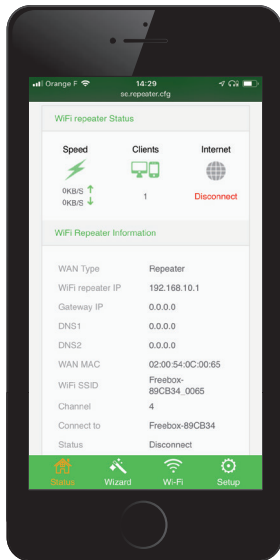 Orange F 14:29
se.repeater.cfg
WiFi repeater Status
Speed Clients Internet
0KB/S
0KB/S
1
Disconnect
WiFi Repeater Information
WAN Type Repeater
WiFi repeater IP 192.168.10.1
Gateway IP 0.0.0.0
DNS1 0.0.0.0
DNS2 0.0.0.0
WAN MAC 02:00:54:0C:00:65
WiFi SSID Freebox-
89CB34_0065
Channel 4
Connect to Freebox-89CB34
Status Disconnect
Status Wizard Wi-Fi Setup